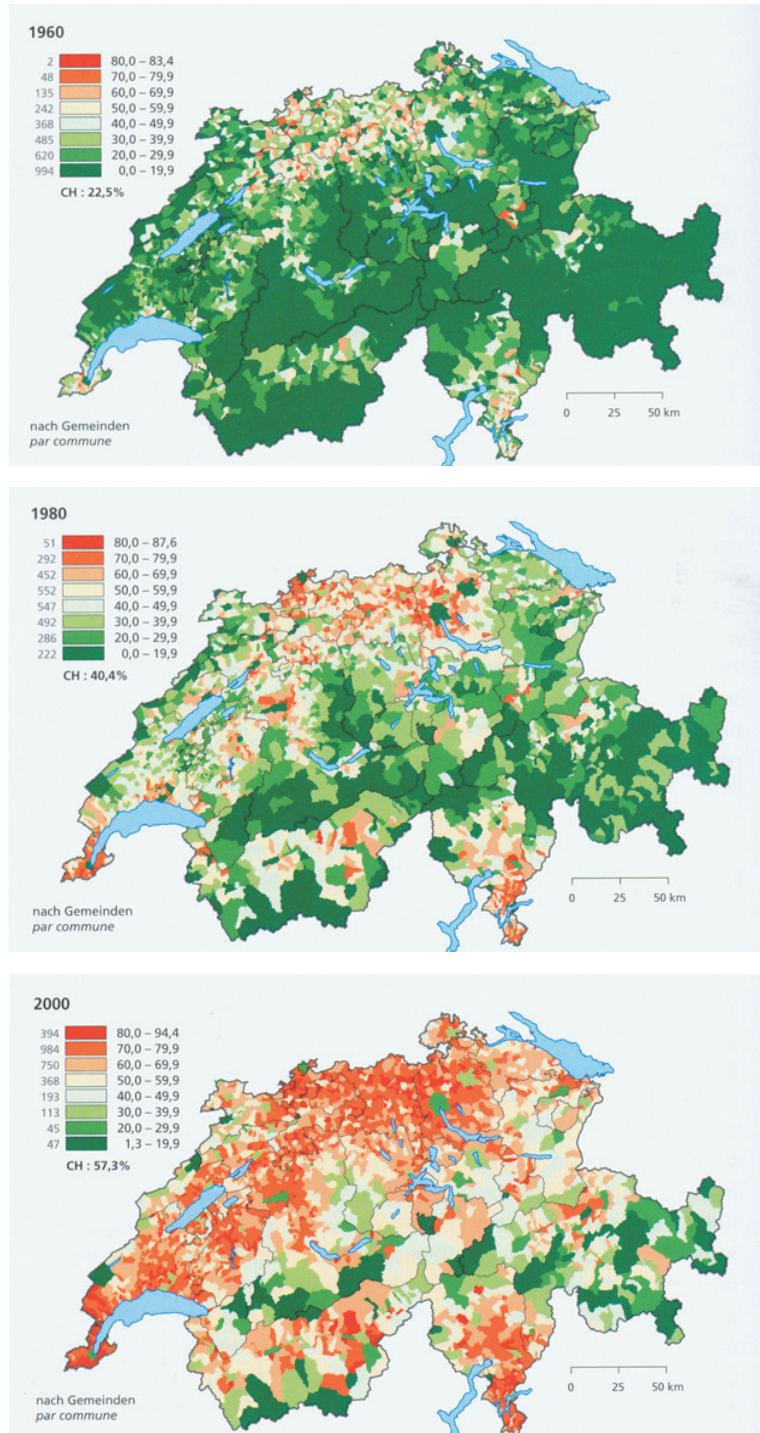 1960
2 80,0 – 83,4
48 70,0 – 79,9
135 60,0 – 69,9
242 50,0 – 59,9
368 40,0 – 49,9
485 30,0 – 39,9
620 20,0 – 29,9
994 0,0 – 19,9
CH : 22,5%
0 25 50 km
nach Gemeinden
par commune
1980
51 80,0 – 87,6
292 70,0 – 79,9
452 60,0 – 69,9
552 50,0 – 59,9
547 40,0 – 49,9
492 30,0 – 39,9
286 20,0 – 29,9
222 0,0 – 19,9
CH : 40,4%
0 25 50 km
nach Gemeinden
par commune
2000
394 80,0 – 94,4
984 70,0 – 79,9
750 60,0 – 69,9
368 50,0 – 59,9
193 40,0 – 49,9
113 30,0 – 39,9
45 20,0 – 29,9
47 1,3 – 19,9
CH : 57,3%
0 25 50 km
nach Gemeinden
par commune